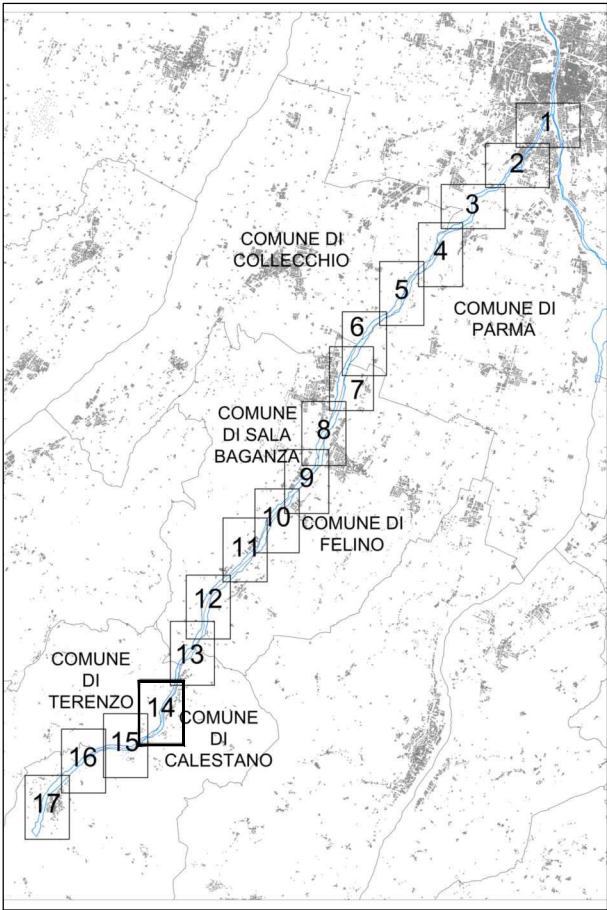 1
2
3
COMUNE DI
COLLECCHIO
4
5
COMUNE DI
PARMA
6
7
COMUNE
DI SALA
BAGANZA
8
9
10
COMUNE DI
FELINO
11
12
13
COMUNE
DI
TERENZO
14
COMUNE
DI
CALESTANO
15
16
17